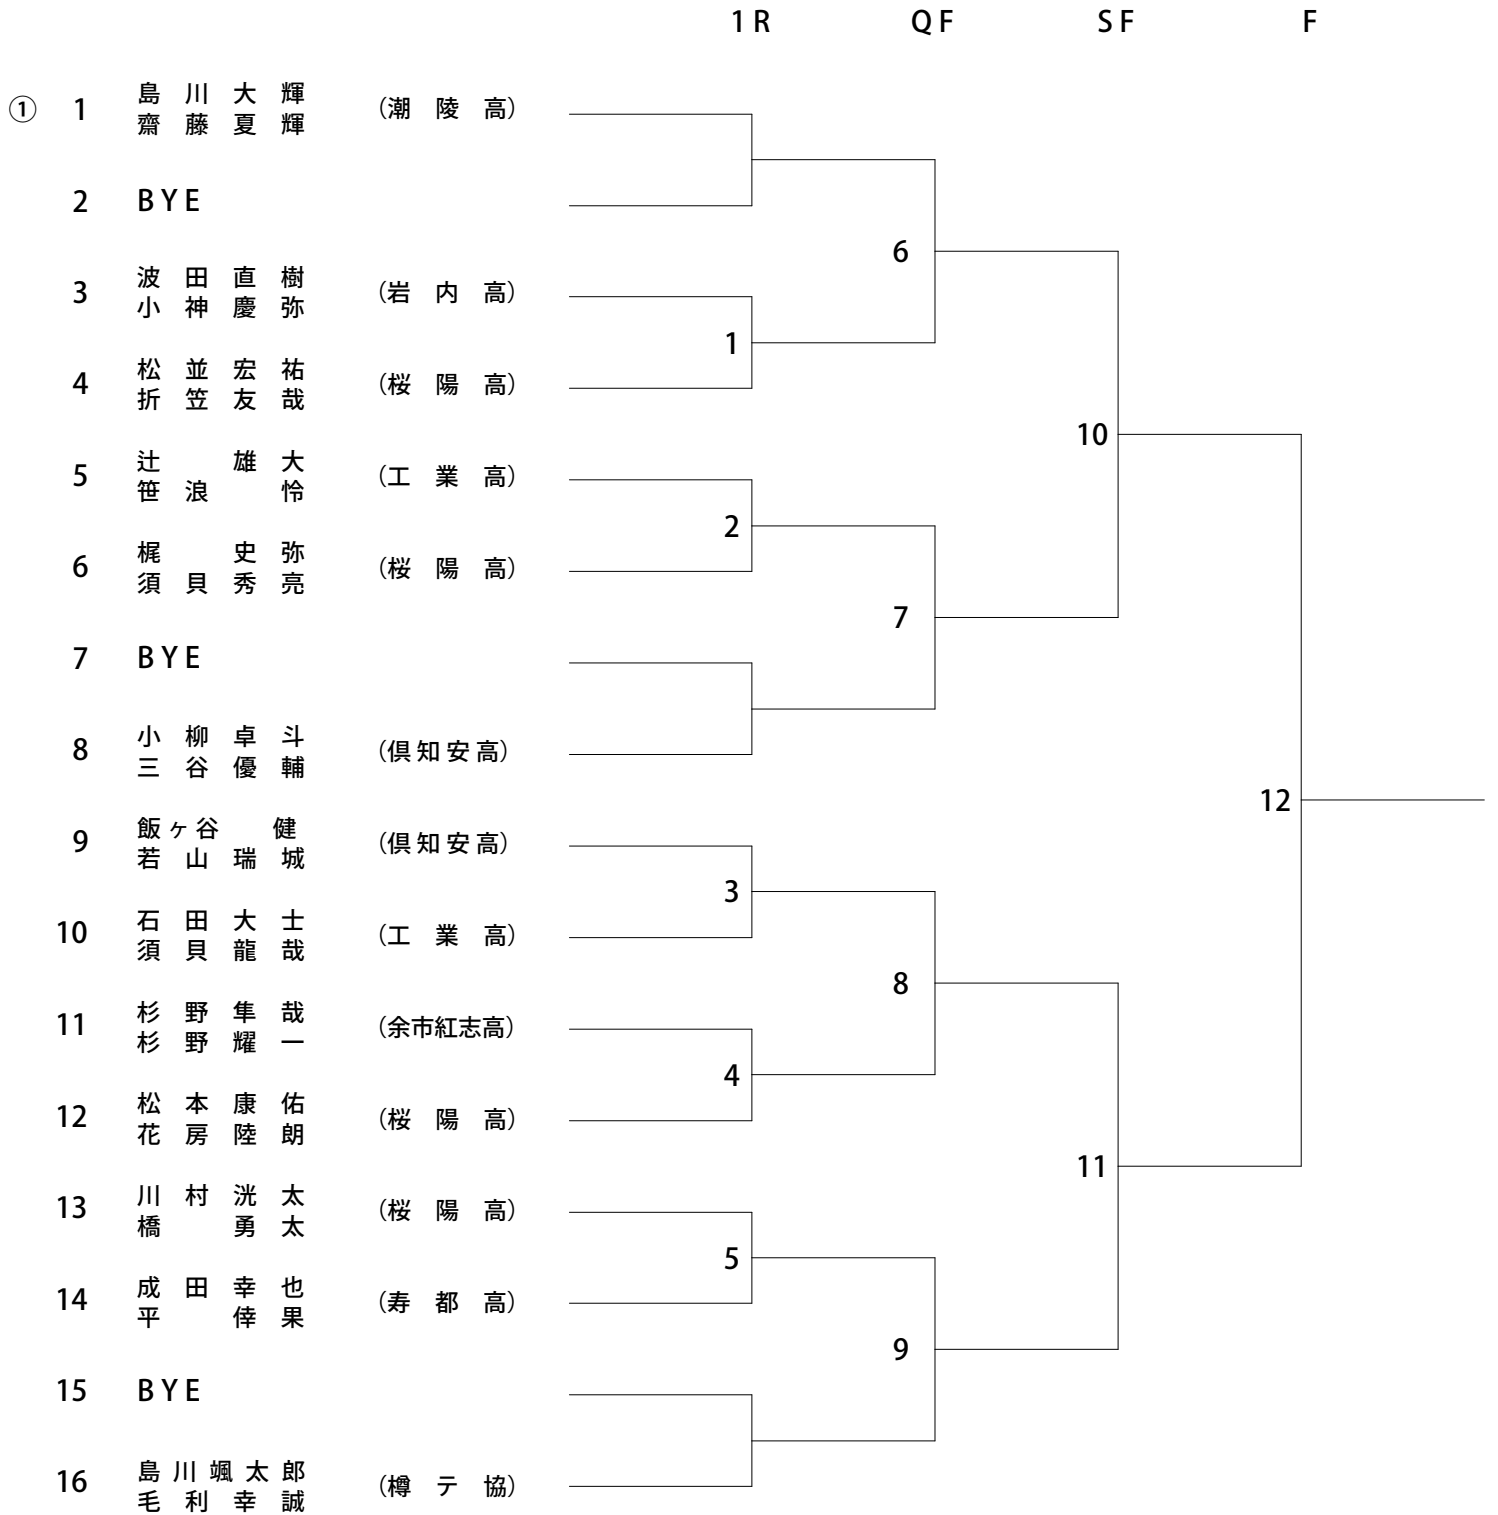 1R QF SF F
① 1 島川大輝 (潮陵高)
齋藤夏輝
2 BYE
6
3 波田直樹 (岩内高)
小神慶弥
1
4 松並宏祐 (桜陽高)
折笠友哉
10
5 辻雄大 (工業高)
笹浪怜
2
6 梶史弥 (桜陽高)
須貝秀亮
7
7 BYE
8 小柳卓斗 (倶知安高)
三谷優輔
12
9 飯ヶ谷健 (倶知安高)
若山瑞城
3
10 石田大士 (工業高)
須貝龍哉
8
11 杉野隼哉 (余市紅志高)
杉野耀一
4
12 松本康佑 (桜陽高)
花房陸朗
11
13 川村洸太 (桜陽高)
橋勇太
5
14 成田幸也 (寿都高)
平倖果
9
15 BYE
16 島川颯太郎 (樽テ協)
毛利幸誠